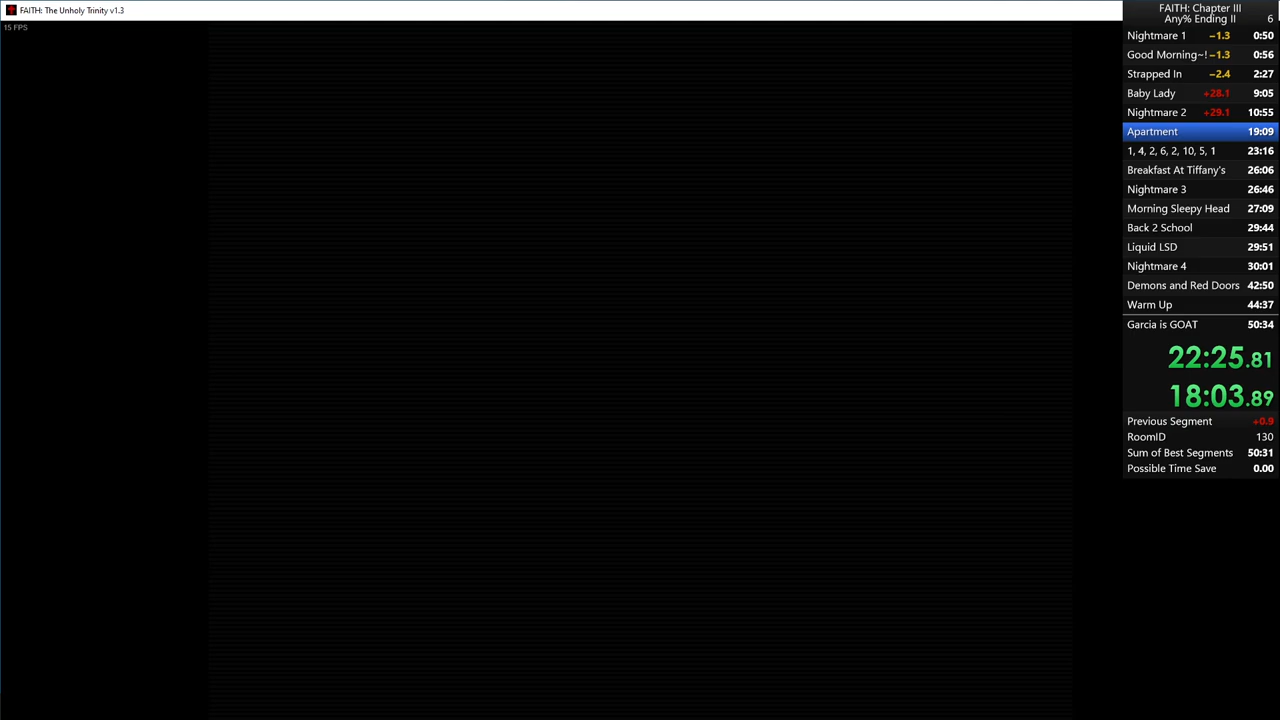 FAITH: The Unholy Trinity v1.3
15 FPS
FAITH: Chapter III
Any% Ending II 6
Nightmare 1 −1.3 0:50
Good Morning~! −1.3 0:56
Strapped In −2.4 2:27
Baby Lady +28.1 9:05
Nightmare 2 +29.1 10:55
Apartment 19:09
1, 4, 2, 6, 2, 10, 5, 1 23:16
Breakfast At Tiffany's 26:06
Nightmare 3 26:46
Morning Sleepy Head 27:09
Back 2 School 29:44
Liquid LSD 29:51
Nightmare 4 30:01
Demons and Red Doors 42:50
Warm Up 44:37
Garcia is GOAT 50:34
22:25.81
18:03.89
Previous Segment +0.9
RoomID 130
Sum of Best Segments 50:31
Possible Time Save 0.00